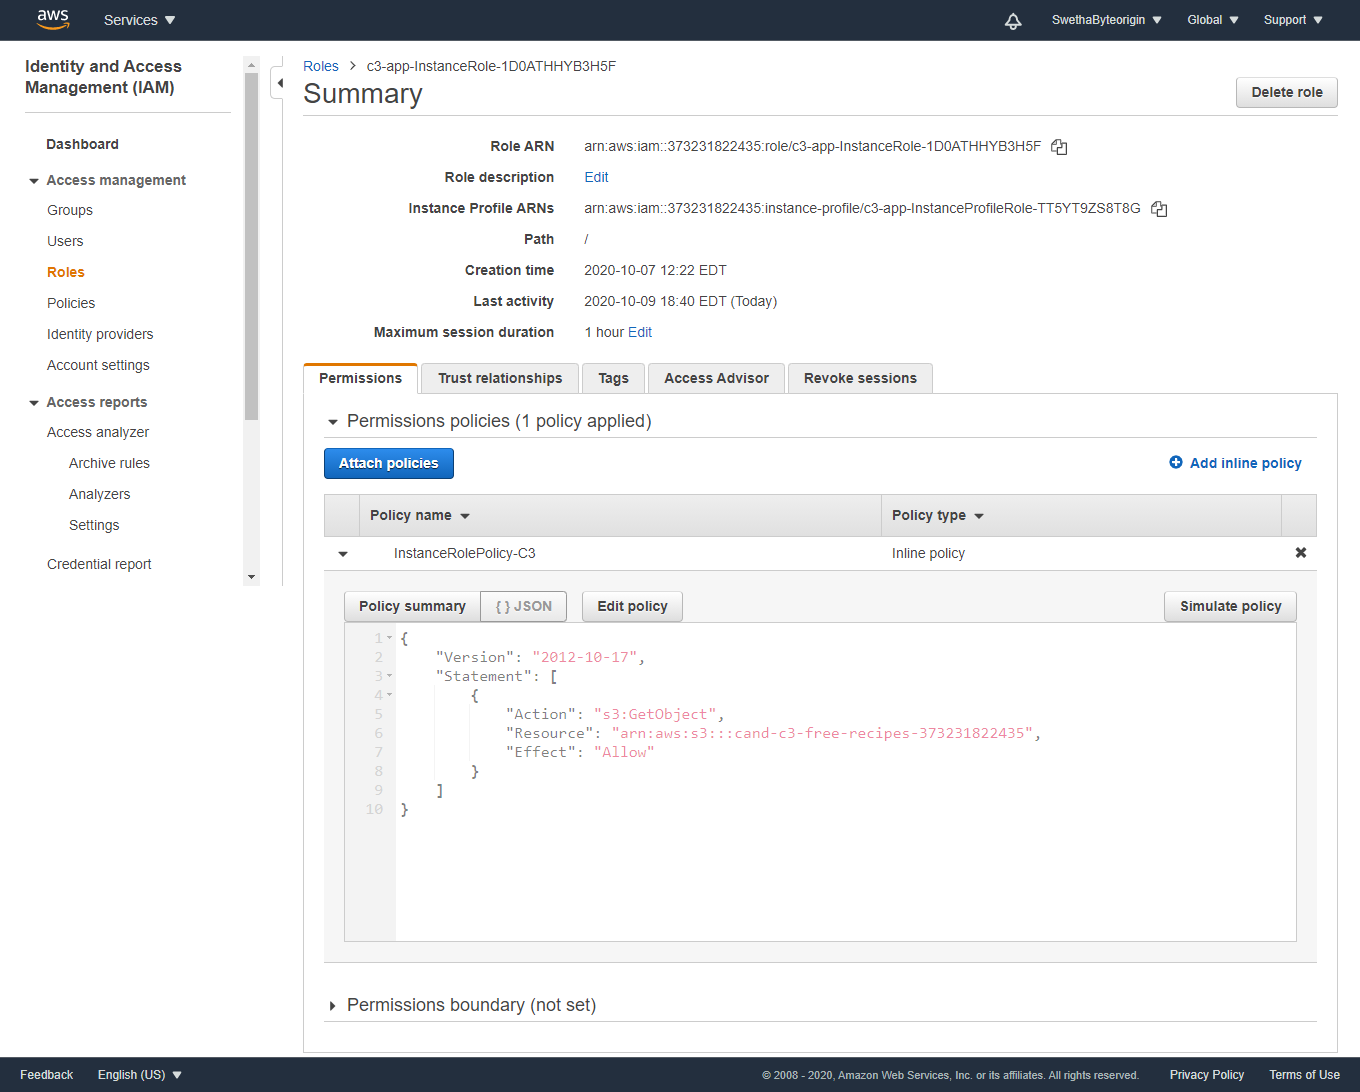 aws
Services
SwethaByteorigin
Global
Support
Identity and Access
Management (IAM)
Dashboard
Access management
Groups
Users
Roles
Policies
Identity providers
Account settings
Access reports
Access analyzer
Archive rules
Analyzers
Settings
Credential report
Roles > c3-app-InstanceRole-1D0ATHHYB3H5F
Summary
Delete role
Role ARN arn:aws:iam::373231822435:role/c3-app-InstanceRole-1D0ATHHYB3H5F
Role description Edit
Instance Profile ARNs arn:aws:iam::373231822435:instance-profile/c3-app-InstanceProfileRole-TT5YT9ZS8T8G
Path /
Creation time 2020-10-07 12:22 EDT
Last activity 2020-10-09 18:40 EDT (Today)
Maximum session duration 1 hour Edit
Permissions Trust relationships Tags Access Advisor Revoke sessions
Permissions policies (1 policy applied)
Attach policies Add inline policy
Policy name Policy type
InstanceRolePolicy-C3 Inline policy
Policy summary { } JSON Edit policy Simulate policy
1 {
2 "Version": "2012-10-17",
3 "Statement": [
4 {
5 "Action": "s3:GetObject",
6 "Resource": "arn:aws:s3:::cand-c3-free-recipes-373231822435",
7 "Effect": "Allow"
8 }
9 ]
10 }
Permissions boundary (not set)
Feedback English (US) © 2008 - 2020, Amazon Web Services, Inc. or its affiliates. All rights reserved. Privacy Policy Terms of Use